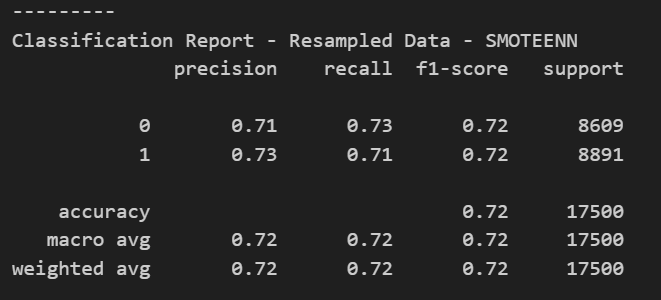 ---------
Classification Report - Resampled Data - SMOTEENN
              precision    recall  f1-score   support

           0       0.71      0.73      0.72      8609
           1       0.73      0.71      0.72      8891

    accuracy                           0.72     17500
   macro avg       0.72      0.72      0.72     17500
weighted avg       0.72      0.72      0.72     17500